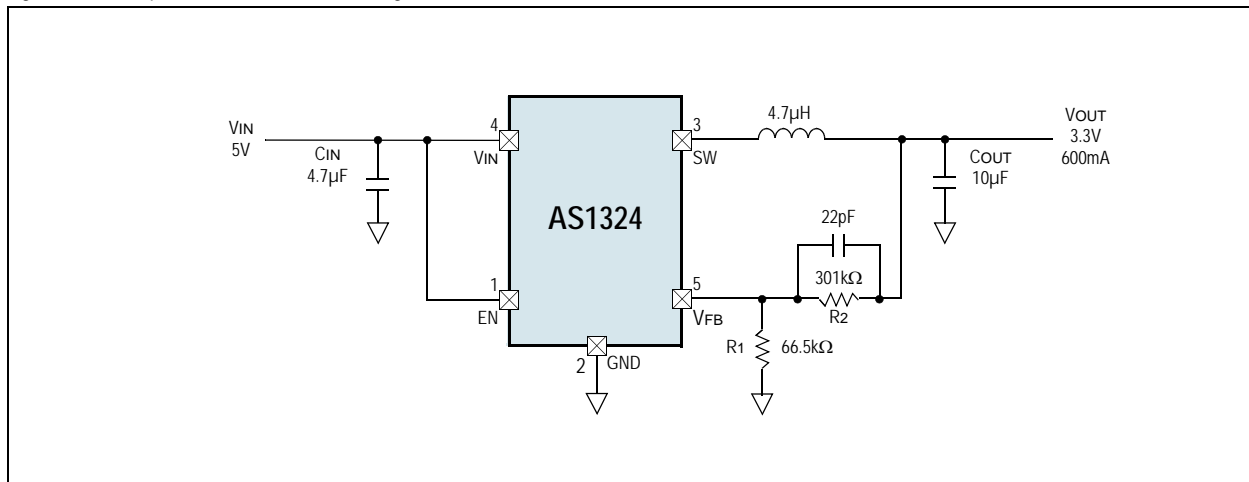 VIN
5V
CIN
4.7µF
4
VIN
1
EN
AS1324
2
GND
3
SW
4.7µH
5
VFB
22pF
301kΩ
R2
R1
66.5kΩ
COUT
10µF
VOUT
3.3V
600mA